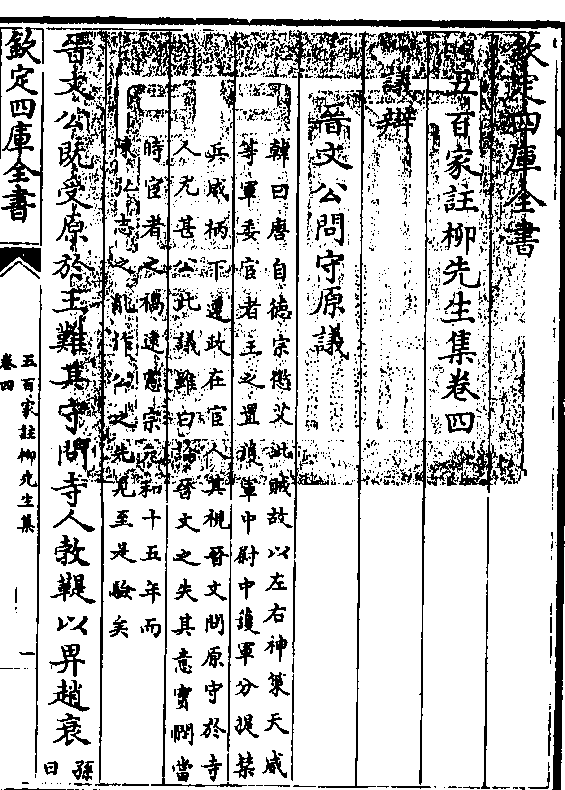 欽定四庫全書
五百家註柳先生集卷四
議辯
晉文公問守原議
韓曰唐自德宗懲艾泚賊故以左右神策天威
等軍委宦者主之置護軍中尉中護軍分提禁
兵威柄下遷政在宦人其視晉文問原守於寺
人尤甚公此議雖曰論晉文之失其意實憫當
時宦者之禍逮憲宗元和十五年而
陳弘志之亂作公之先見至是驗矣
晉文公既受原於王難其守問寺人敎鞮以畀趙衰
孫
曰
欽定四庫全書
五百家註柳先生集
卷四
一